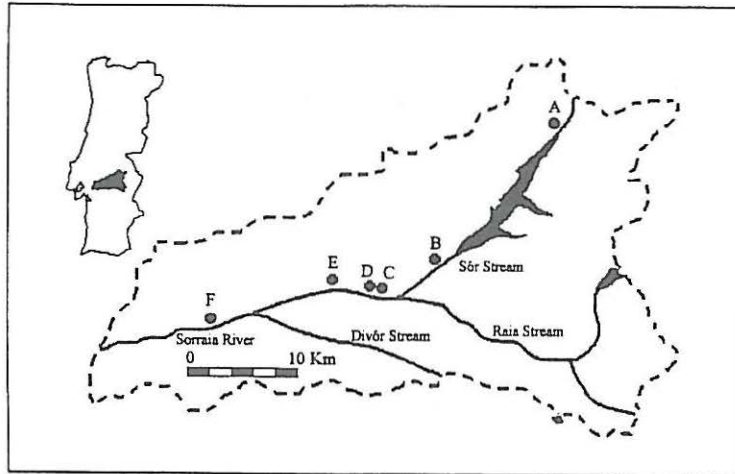 A
B
Sôr Stream
E
D
C
F
Divôr Stream
Raia Stream
Sorraia River
0
10 Km